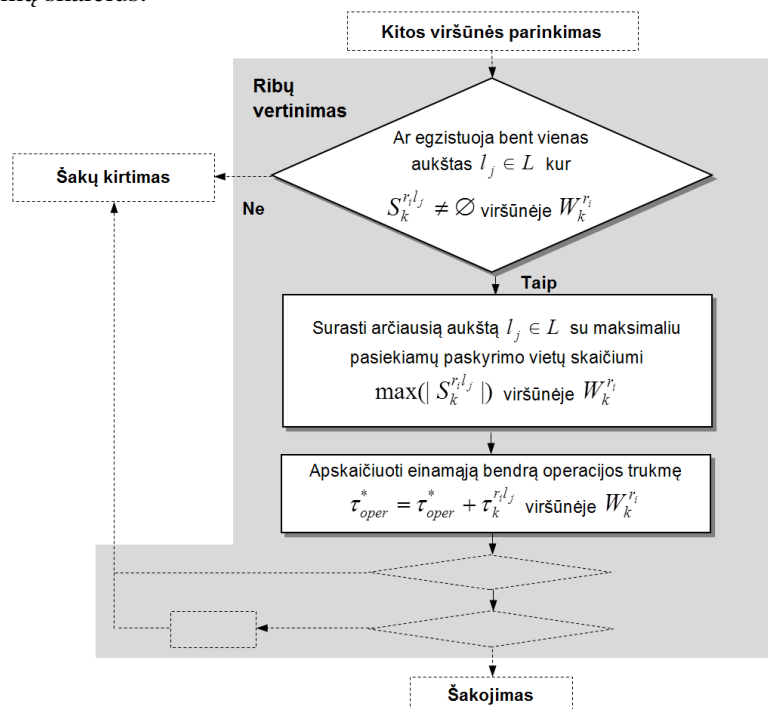 Kitos viršūnės parinkimas
Ribų
vertinimas
Ar egzistuoja bent vienas
aukštas l_j ∈ L kur
S_k^{r_i l_j} ≠ ∅ viršūnėje W_k^{r_i}
Šakų kirtimas
Ne
Taip
Surasti arčiausią aukštą l_j ∈ L su maksimaliu
pasiekiamų paskyrimo vietų skaičiumi
max(| S_k^{r_i l_j} |) viršūnėje W_k^{r_i}
Apskaičiuoti einamąją bendrą operacijos trukmę
τ*_{oper} = τ*_{oper} + τ_k^{r_i l_j} viršūnėje W_k^{r_i}
Šakojimas